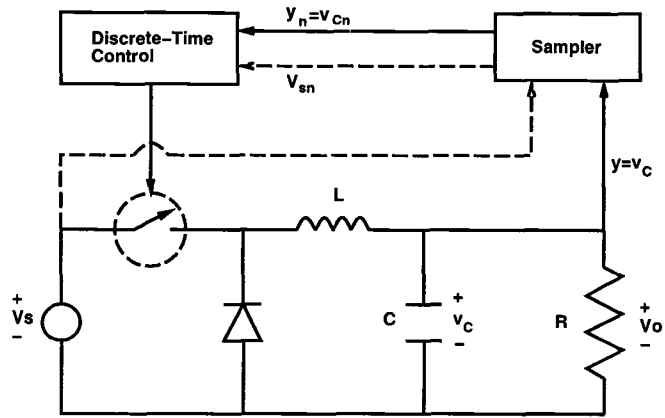 Discrete-Time
Control
y_n=v_Cn
V_sn
Sampler
y=v_C
L
+
Vs
-
C
+
v_C
-
R
+
Vo
-